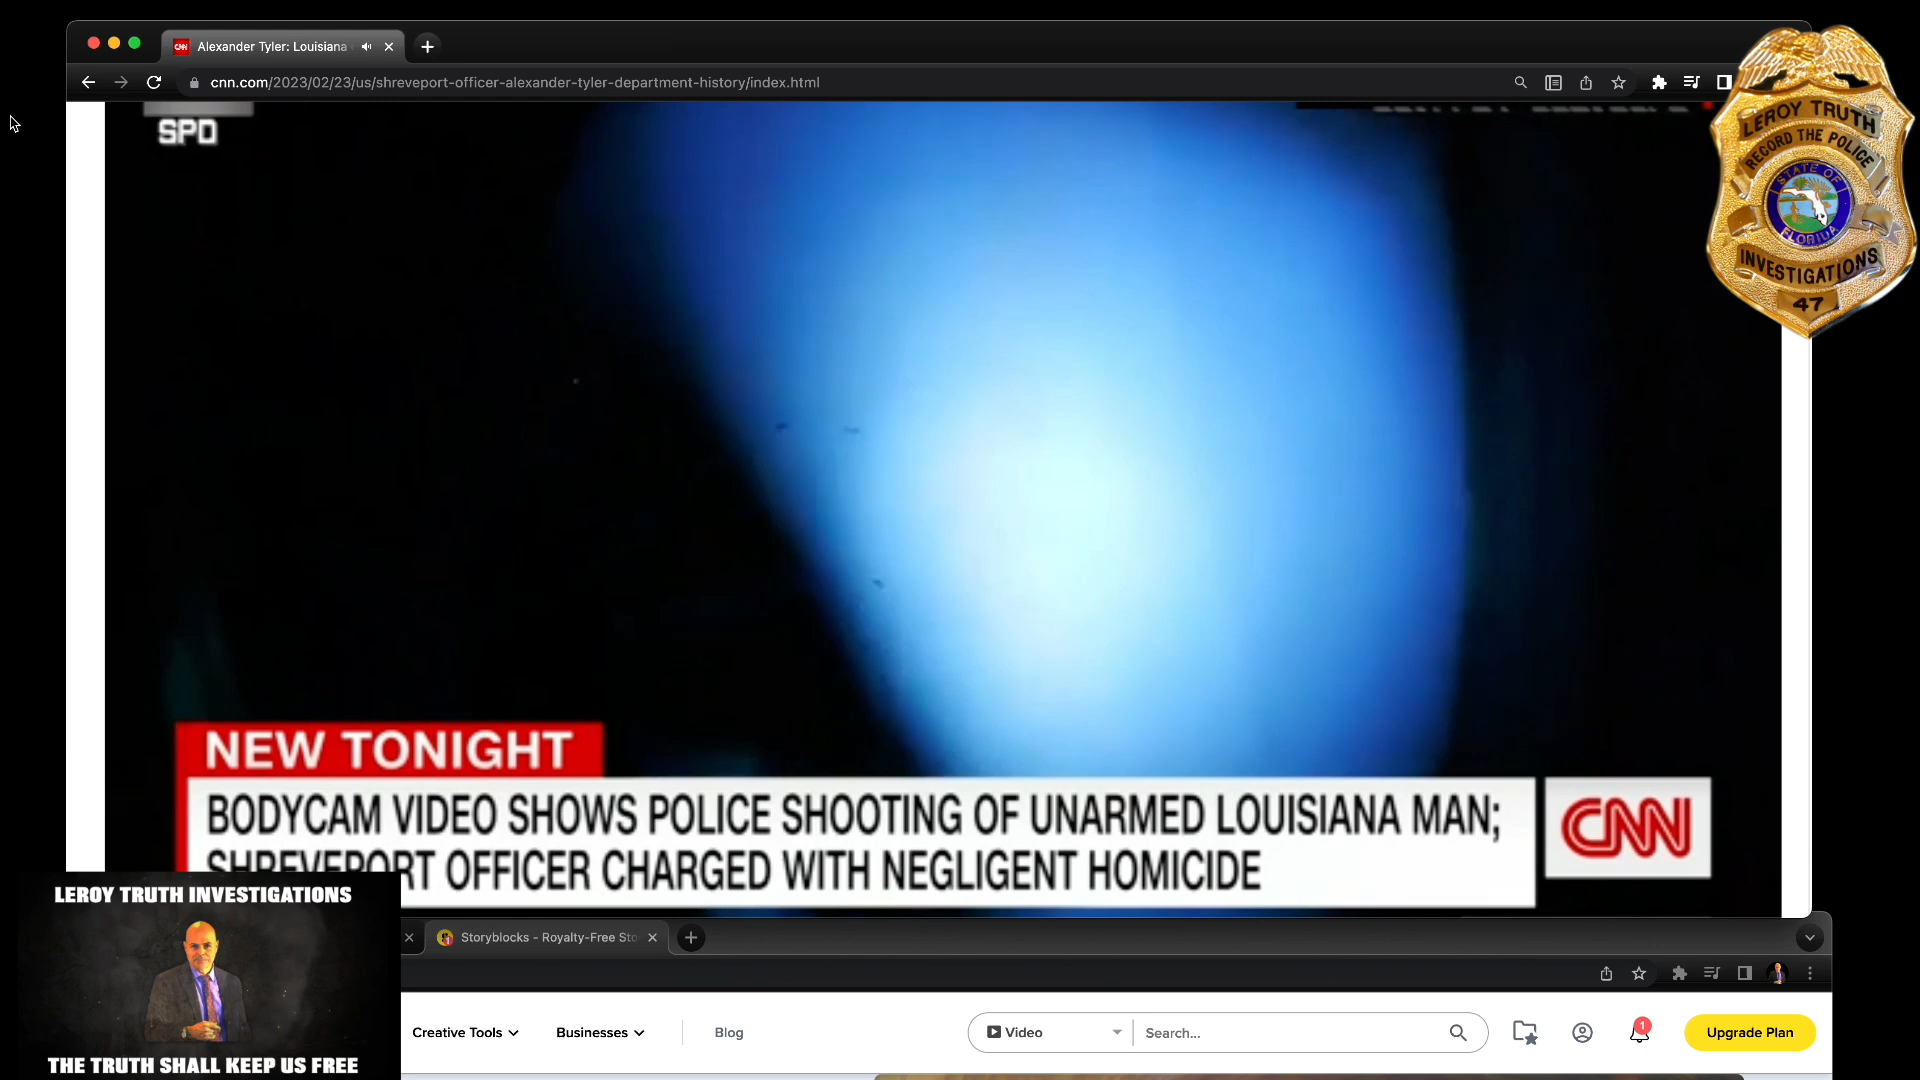 CNN Alexander Tyler: Louisiana
cnn.com/2023/02/23/us/shreveport-officer-alexander-tyler-department-history/index.html
SPD
LEROY TRUTH
RECORD THE POLICE
STATE OF
FLORIDA
INVESTIGATIONS
47
NEW TONIGHT
BODYCAM VIDEO SHOWS POLICE SHOOTING OF UNARMED LOUISIANA MAN;
SHREVEPORT OFFICER CHARGED WITH NEGLIGENT HOMICIDE
CNN
LEROY TRUTH INVESTIGATIONS
THE TRUTH SHALL KEEP US FREE
Storyblocks - Royalty-Free Sto
Creative Tools Businesses Blog Video Search... 1 Upgrade Plan